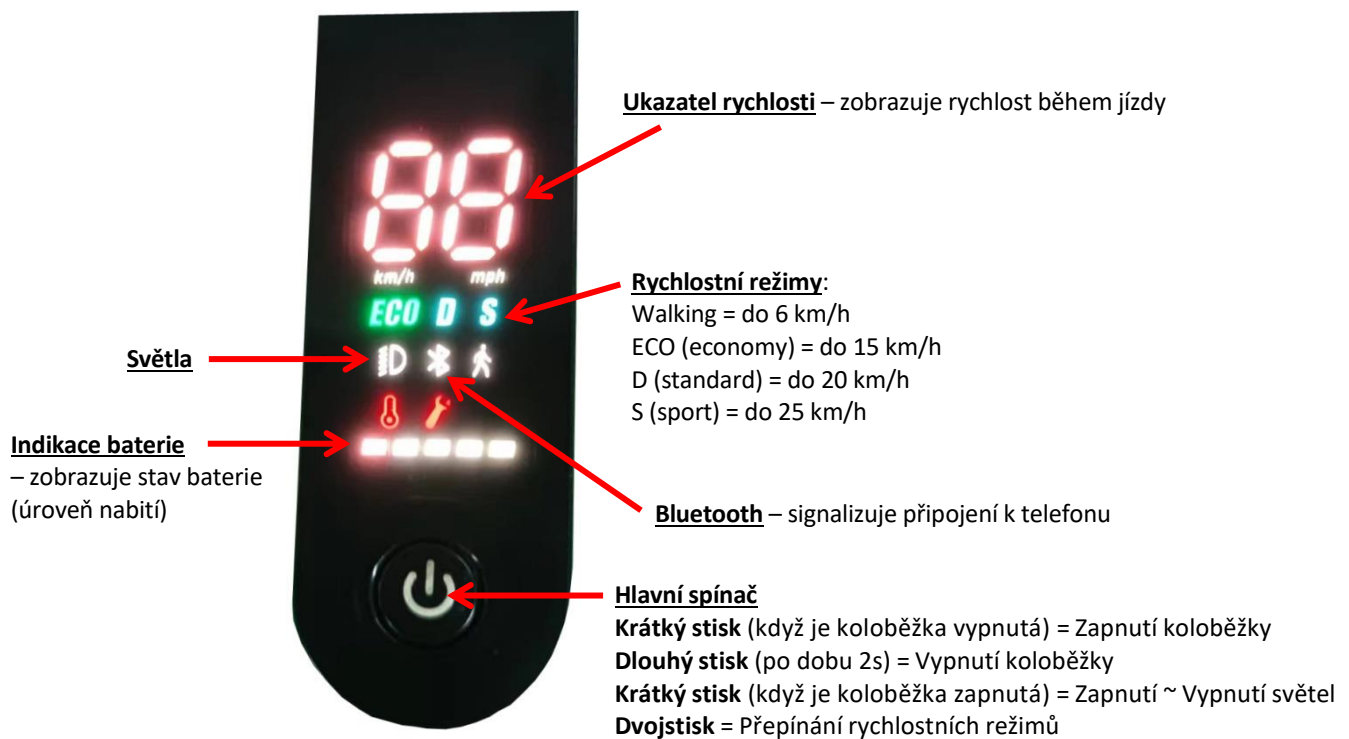 Ukazatel rychlosti – zobrazuje rychlost během jízdy
88
km/h mph
ECO D S
Rychlostní režimy:
Walking = do 6 km/h
ECO (economy) = do 15 km/h
D (standard) = do 20 km/h
S (sport) = do 25 km/h
Světla
Indikace baterie
– zobrazuje stav baterie
(úroveň nabití)
Bluetooth – signalizuje připojení k telefonu
Hlavní spínač
Krátký stisk (když je koloběžka vypnutá) = Zapnutí koloběžky
Dlouhý stisk (po dobu 2s) = Vypnutí koloběžky
Krátký stisk (když je koloběžka zapnutá) = Zapnutí ~ Vypnutí světel
Dvojstisk = Přepínání rychlostních režimů